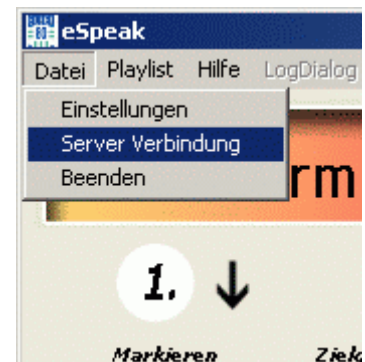 eSpeak
Datei Playlist Hilfe LogDialog
Einstellungen
Server Verbindung
Beenden
rm
1.
Markieren